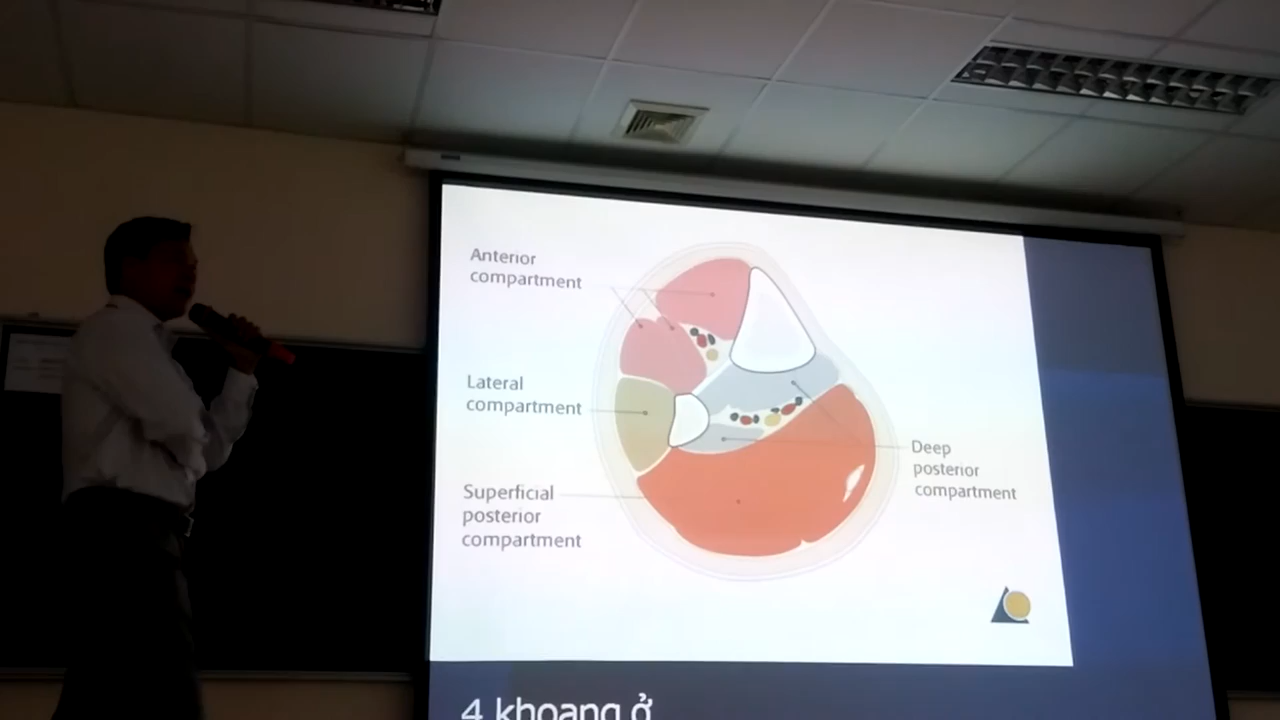 Anterior
compartment
Lateral
compartment
Superficial
posterior
compartment
Deep
posterior
compartment
4 khoang ở